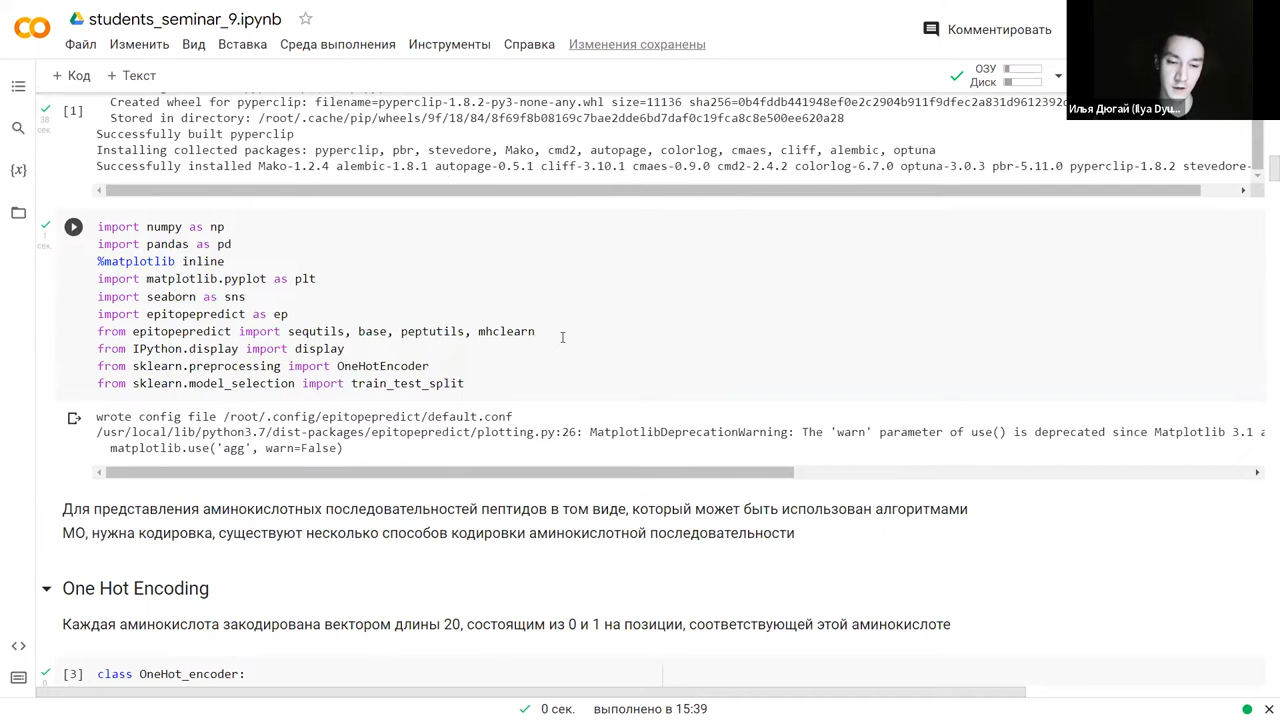 students_seminar_9.ipynb
Комментировать
Файл Изменить Вид Вставка Среда выполнения Инструменты Справка Изменения сохранены
+ Код + Текст
ОЗУ
Диск
Илья Дюгай (Ilya Dyu...
[1]
38
сек.
Created wheel for pyperclip: filename=pyperclip-1.8.2-py3-none-any.whl size=11136
Stored in directory: /root/.cache/pip/wheels/9f/18/84/8f69f8b08169c7bae2dde6bd7daf0c19fca8c8e500ee620a28
Successfully built pyperclip
Installing collected packages: pyperclip, pbr, stevedore, Mako, cmd2, autopage, colorlog, cmaes, cliff, alembic, optuna
Successfully installed Mako-1.2.4 alembic-1.8.1 autopage-0.5.1 cliff-3.10.1 cmaes-0.9.0 cmd2-2.4.2 colorlog-6.7.0 optuna-3.0.3 pbr-5.11.0 pyperclip-1.8.2 stevedore-
1
сек.
import numpy as np
import pandas as pd
%matplotlib inline
import matplotlib.pyplot as plt
import seaborn as sns
import epitopepredict as ep
from epitopepredict import sequtils, base, peptutils, mhclearn
from IPython.display import display
from sklearn.preprocessing import OneHotEncoder
from sklearn.model_selection import train_test_split
wrote config file /root/.config/epitopepredict/default.conf
/usr/local/lib/python3.7/dist-packages/epitopepredict/plotting.py:26: MatplotlibDeprecationWarning: The 'warn' parameter of use() is deprecated since Matplotlib 3.1 a
matplotlib.use('agg', warn=False)
Для представления аминокислотных последовательностей пептидов в том виде, который может быть использован алгоритмами
МО, нужна кодировка, существуют несколько способов кодировки аминокислотной последовательности
One Hot Encoding
Каждая аминокислота закодирована вектором длины 20, состоящим из 0 и 1 на позиции, соответствующей этой аминокислоте
[3] class OneHot_encoder:
0
0 сек. выполнено в 15:39